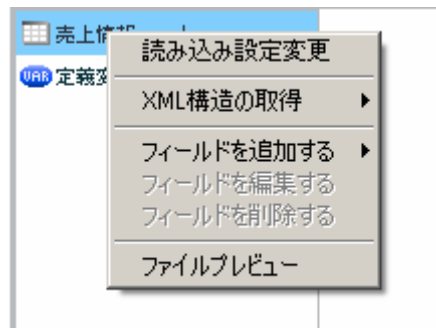 売上情
読み込み設定変更
VAR 定義変
XML構造の取得
フィールドを追加する
フィールドを編集する
フィールドを削除する
ファイルプレビュー